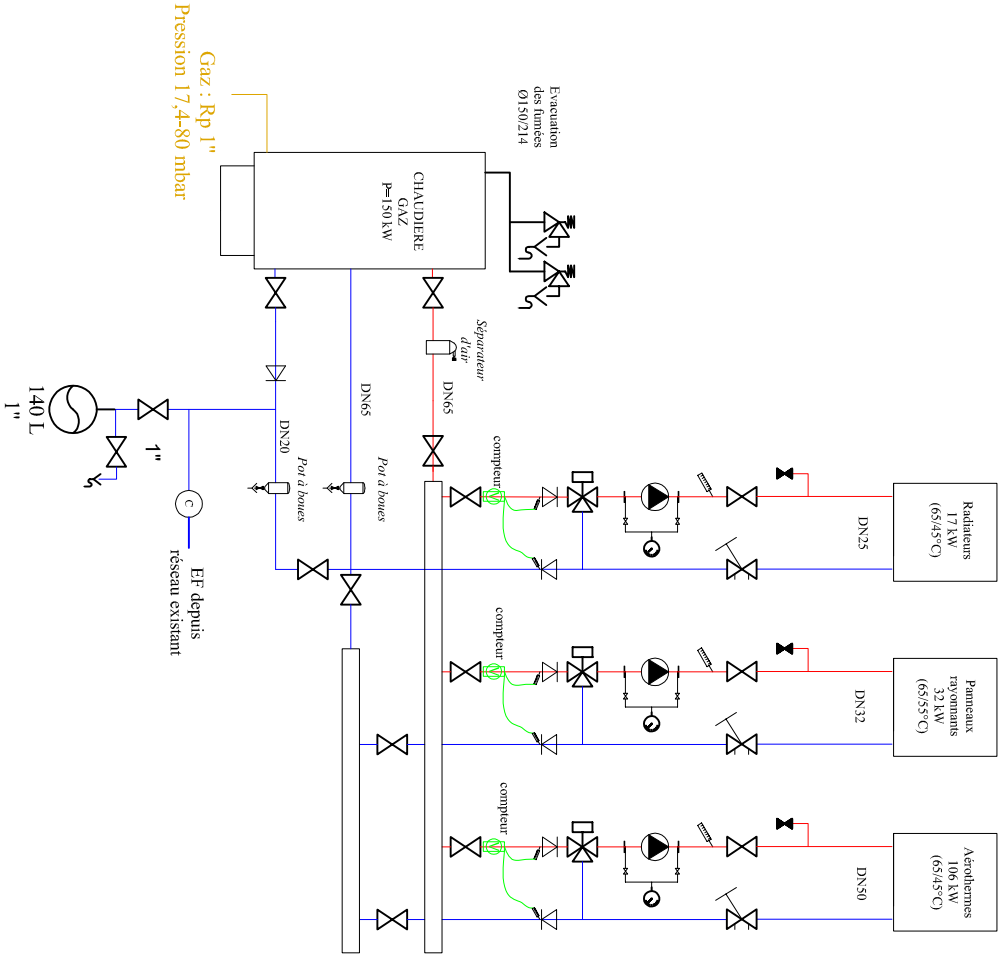 Gaz : Rp 1"
Pression 17,4-80 mbar
Evacuation
des fumées
Ø150/214
CHAUDIERE
GAZ
P=150 kW
Séparateur
d'air
DN65
DN65
DN20
Pot à boues
Pot à boues
140 L
1"
1"
C
EF depuis
réseau existant
compteur
DN25
Radiateurs
17 kW
(65/45°C)
compteur
DN32
Panneaux
rayonnants
32 kW
(65/55°C)
compteur
DN50
Aérothermes
106 kW
(65/45°C)